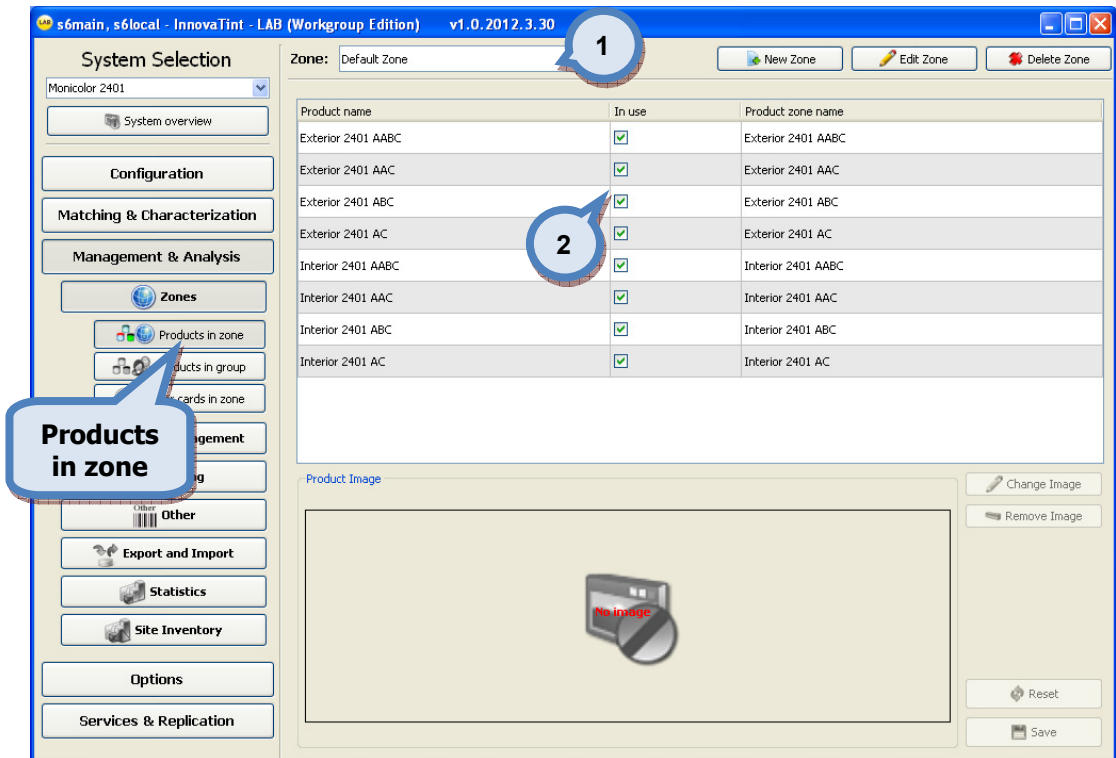 s6main, s6local - InnovaTint - LAB (Workgroup Edition) v1.0.2012.3.30
System Selection
Monicolor 2401
System overview
Configuration
Matching & Characterization
Management & Analysis
Zones
Products in zone
ducts in group
cards in zone
Products
in zone
agement
g
Other
Other
Export and Import
Statistics
Site Inventory
Options
Services & Replication
Zone: Default Zone
1
New Zone
Edit Zone
Delete Zone
Product name In use Product zone name
Exterior 2401 AABC Exterior 2401 AABC
Exterior 2401 AAC Exterior 2401 AAC
Exterior 2401 ABC Exterior 2401 ABC
Exterior 2401 AC Exterior 2401 AC
2
Interior 2401 AABC Interior 2401 AABC
Interior 2401 AAC Interior 2401 AAC
Interior 2401 ABC Interior 2401 ABC
Interior 2401 AC Interior 2401 AC
Product Image
No image
Change Image
Remove Image
Reset
Save